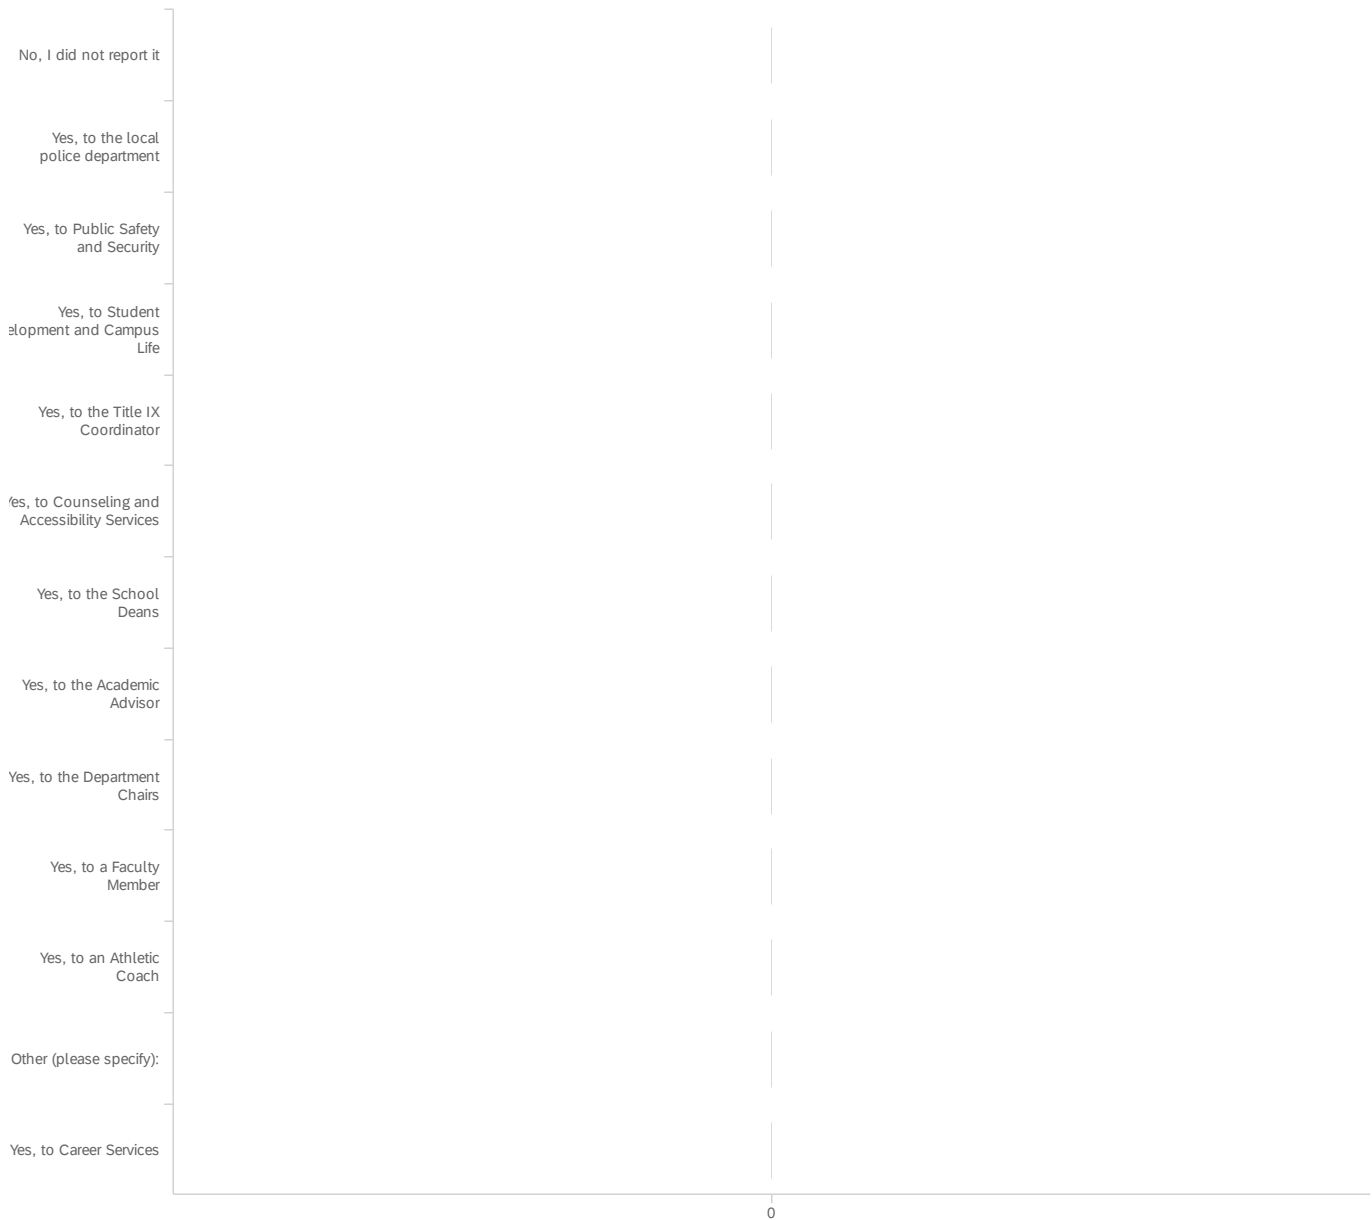 No, I did not report it
Yes, to the local
police department
Yes, to Public Safety
and Security
Yes, to Student
elopment and Campus
Life
Yes, to the Title IX
Coordinator
Yes, to Counseling and
Accessibility Services
Yes, to the School
Deans
Yes, to the Academic
Advisor
Yes, to the Department
Chairs
Yes, to a Faculty
Member
Yes, to an Athletic
Coach
Other (please specify):
Yes, to Career Services
0